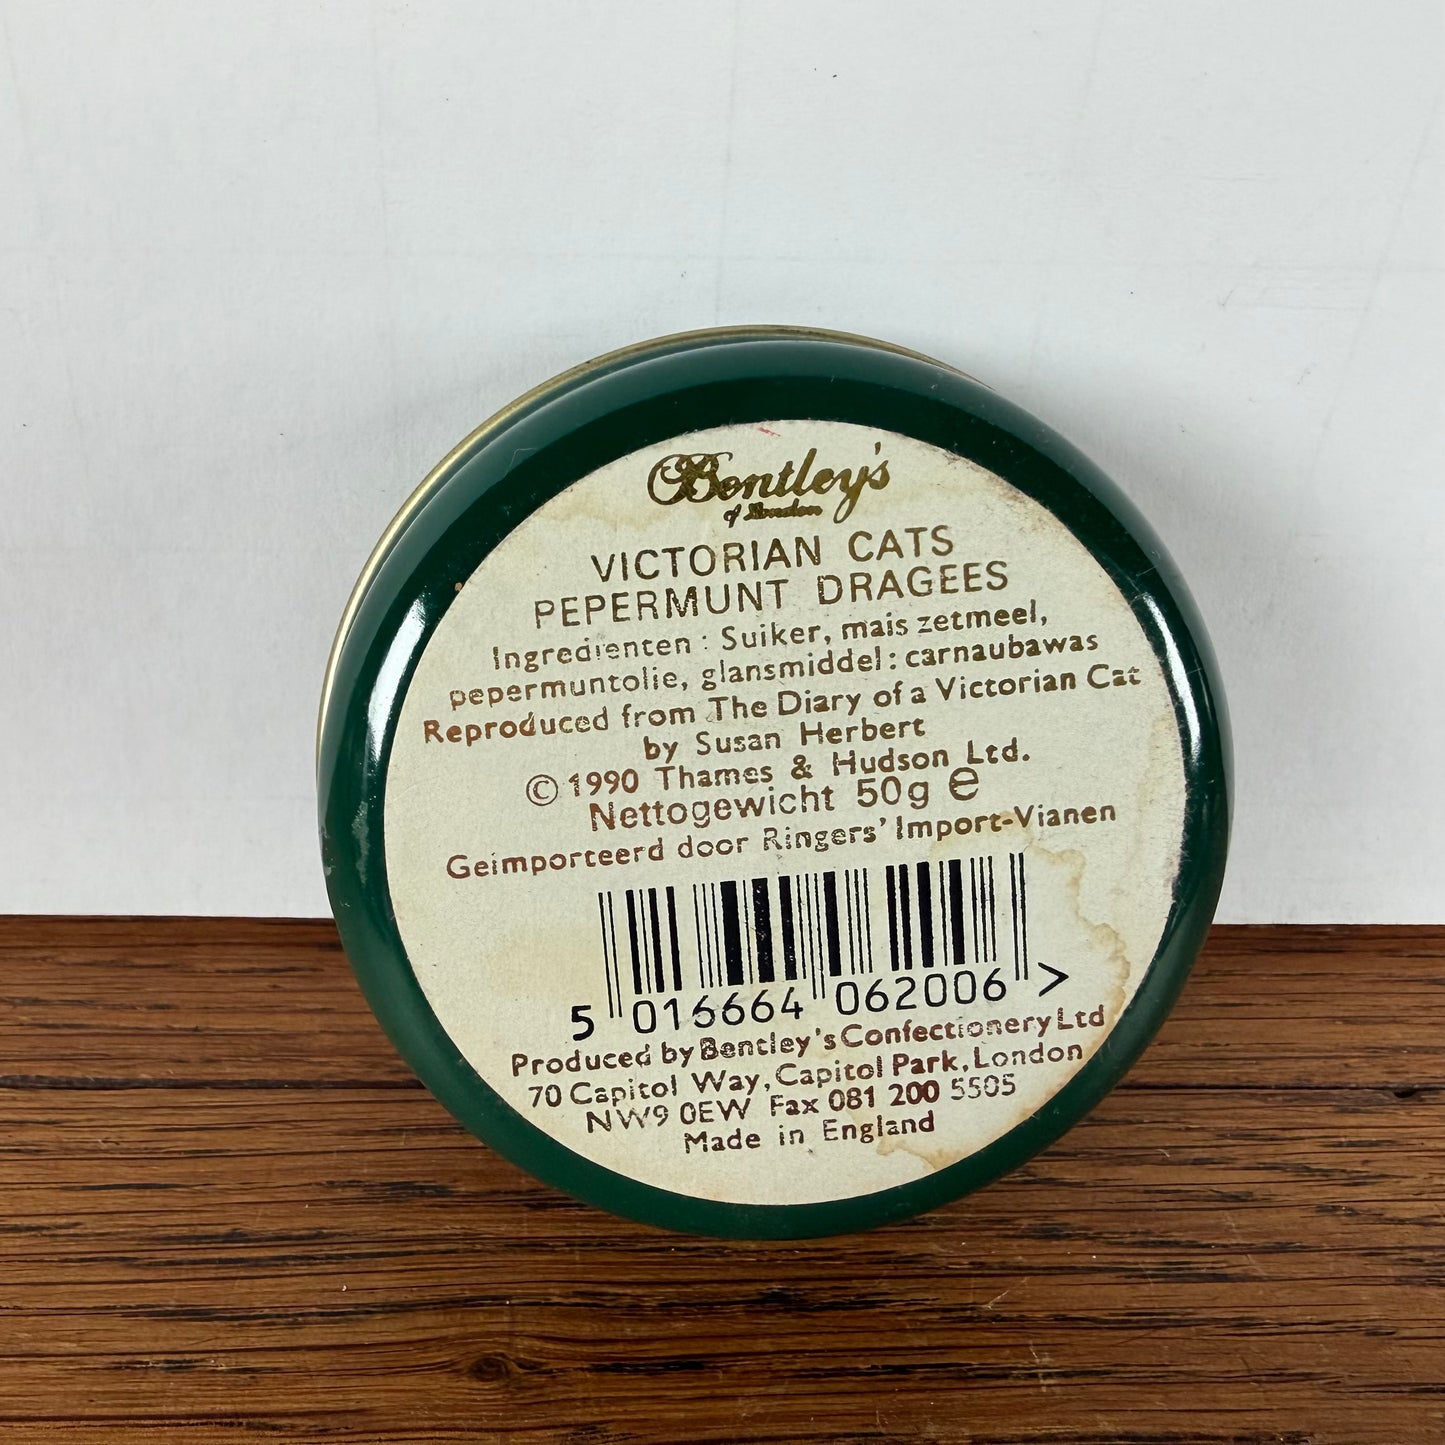 Bentley's
of London
VICTORIAN CATS
PEPERMUNT DRAGEES
Ingredienten : Suiker, mais zetmeel,
pepermuntolie, glansmiddel : carnaubawas
Reproduced from The Diary of a Victorian Cat
by Susan Herbert
© 1990 Thames & Hudson Ltd.
Nettogewicht 50g e
Geimporteerd door Ringers' Import-Vianen
5 016664 062006 >
Produced by Bentley's Confectionery Ltd
70 Capitol Way, Capitol Park, London
NW9 0EW Fax 081 200 5505
Made in England